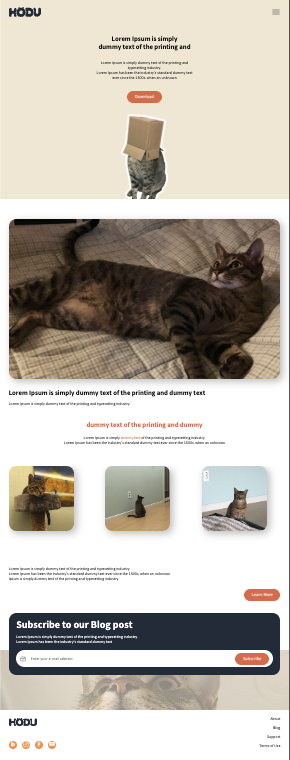 HODU
Lorem Ipsum is simply
dummy text of the printing and
Lorem Ipsum is simply dummy text of the printing and
typesetting industry.
Lorem Ipsum has been the industry's standard dummy text
ever since the 1500s, when an unknown
Download
Lorem Ipsum is simply dummy text of the printing and dummy text
Lorem Ipsum is simply dummy text of the printing and typesetting industry.
dummy text of the printing and dummy
Lorem Ipsum is simply dummy text of the printing and typesetting industry.
Lorem Ipsum has been the industry's standard dummy text ever since the 1500s, when an unknown
Lorem Ipsum is simply dummy text of the printing and typesetting industry.
Lorem Ipsum has been the industry's standard dummy text ever since the 1500s, when an unknown
Ipsum is simply dummy text of the printing and typesetting industry.
Learn More
Subscribe to our Blog post
Lorem Ipsum is simply dummy text of the printing and typesetting industry.
Lorem Ipsum has been the industry's standard dummy text
Enter your e-mail address
Subscribe
HODU
About
Blog
Support
Terms of Use